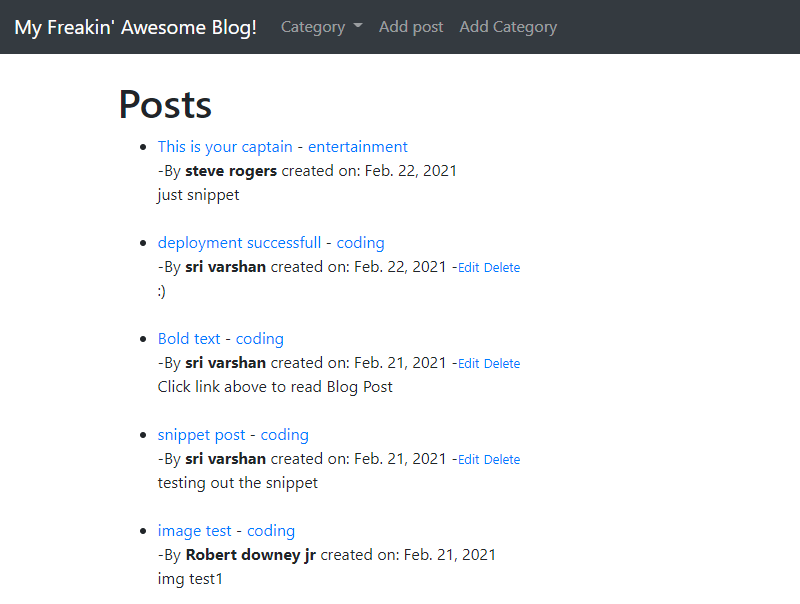 My Freakin' Awesome Blog! Category Add post Add Category
Posts
This is your captain - entertainment
-By steve rogers created on: Feb. 22, 2021
just snippet
deployment successfull - coding
-By sri varshan created on: Feb. 22, 2021 -Edit Delete
:)
Bold text - coding
-By sri varshan created on: Feb. 21, 2021 -Edit Delete
Click link above to read Blog Post
snippet post - coding
-By sri varshan created on: Feb. 21, 2021 -Edit Delete
testing out the snippet
image test - coding
-By Robert downey jr created on: Feb. 21, 2021
img test1